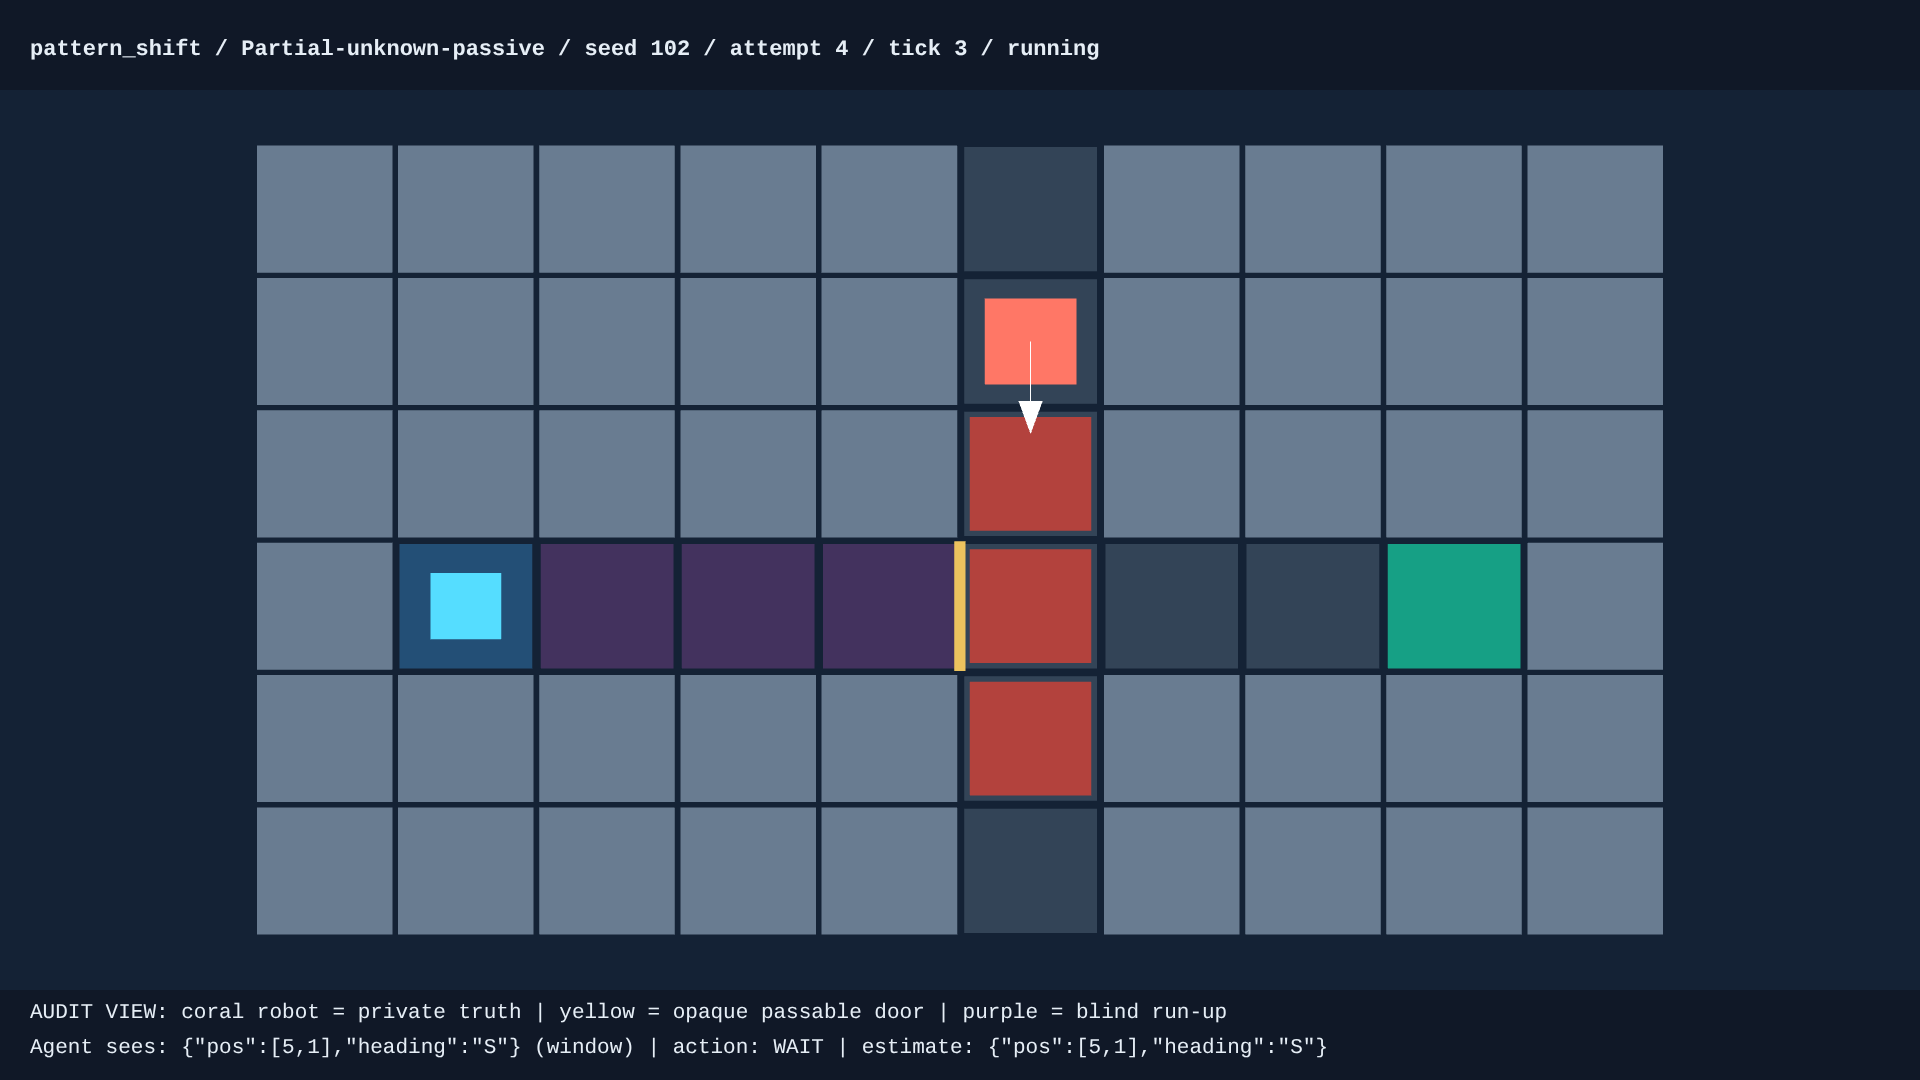 pattern_shift / Partial-unknown-passive / seed 102 / attempt 4 / tick 3 / running
AUDIT VIEW: coral robot = private truth | yellow = opaque passable door | purple = blind run-up
Agent sees: {"pos":[5,1],"heading":"S"} (window) | action: WAIT | estimate: {"pos":[5,1],"heading":"S"}